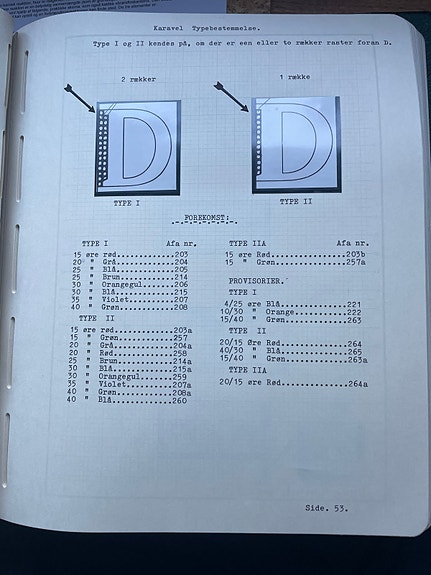 Karavel Typebestemmelse.
Type I og II kendes på, om der er een eller to rækker raster foran D.
2 rækker
1 række
D
D
TYPE I
TYPE II
FOREKOMST:
TYPE I Afa nr.
15 øre rød.........203
20 " Grå..........204
25 " Blå..........205
25 " Brun.........214
30 " Orangegul....206
30 " Blå..........215
35 " Violet.......207
40 " Grøn.........208
TYPE II
15 øre rød.........203a
15 " Grøn.........257
20 " Grå..........204a
20 " Rød..........258
25 " Brun.........214a
30 " Blå..........215a
30 " Orangegul....259
35 " Violet.......207a
40 " Grøn.........208a
40 " Blå..........260
TYPE IIA Afa nr.
15 øre Rød............203b
15 " Grøn............257a
PROVISORIER.
TYPE I
4/25 øre Blå..........221
10/30 " Orange.......222
15/40 " Grøn.........263
TYPE II
20/15 Øre Rød.........264
40/30 " Blå..........265
15/40 " Grøn.........263a
TYPE IIA
20/15 øre Rød.........264a
Side. 53.